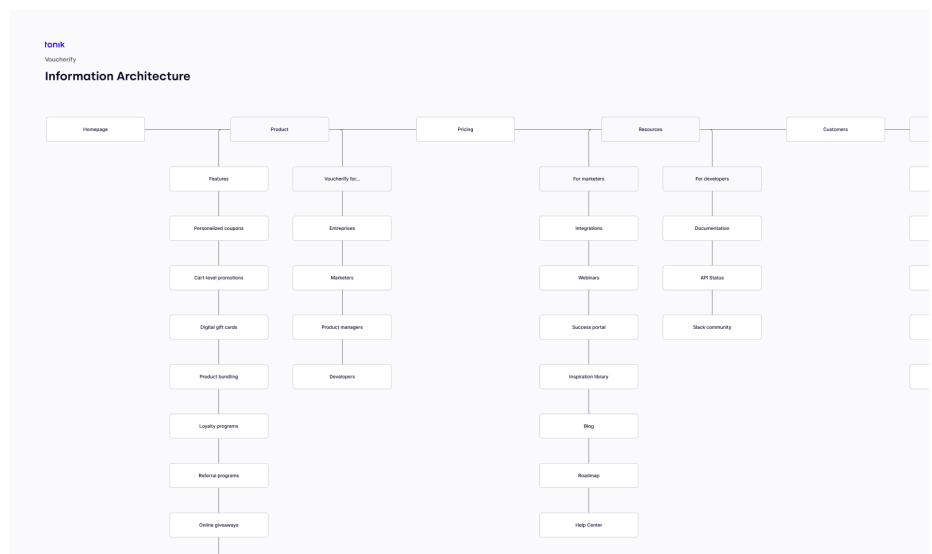 tonik
Voucherify
Information Architecture
Homepage
Product
Pricing
Resources
Customers
Features
Voucherify for...
For marketers
For developers
Personalized coupons
Entreprises
Integrations
Documentation
Cart-level promotions
Marketers
Webinars
API Status
Digital gift cards
Product managers
Success portal
Slack community
Product bundling
Developers
Inspiration library
Loyalty programs
Blog
Referral programs
Roadmap
Online giveaways
Help Center